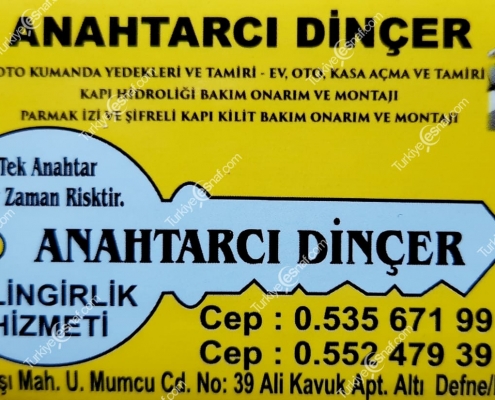 ANAHTARCI DİNÇER
OTO KUMANDA YEDEKLERİ VE TAMİRİ - EV, OTO, KASA AÇMA VE TAMİRİ
KAPI HİDROLİĞİ BAKIM ONARIM VE MONTAJI
PARMAK İZİ VE ŞİFRELİ KAPI KİLİT BAKIM ONARIM VE MONTAJI
Tek Anahtar
Zaman Risktir.
ANAHTARCI DİNÇER
LİNGİRLİK
HİZMETİ
Cep : 0.535 671 99
Cep : 0.552 479 39
şı Mah. U. Mumcu Cd. No: 39 Ali Kavuk Apt. Altı Defne/